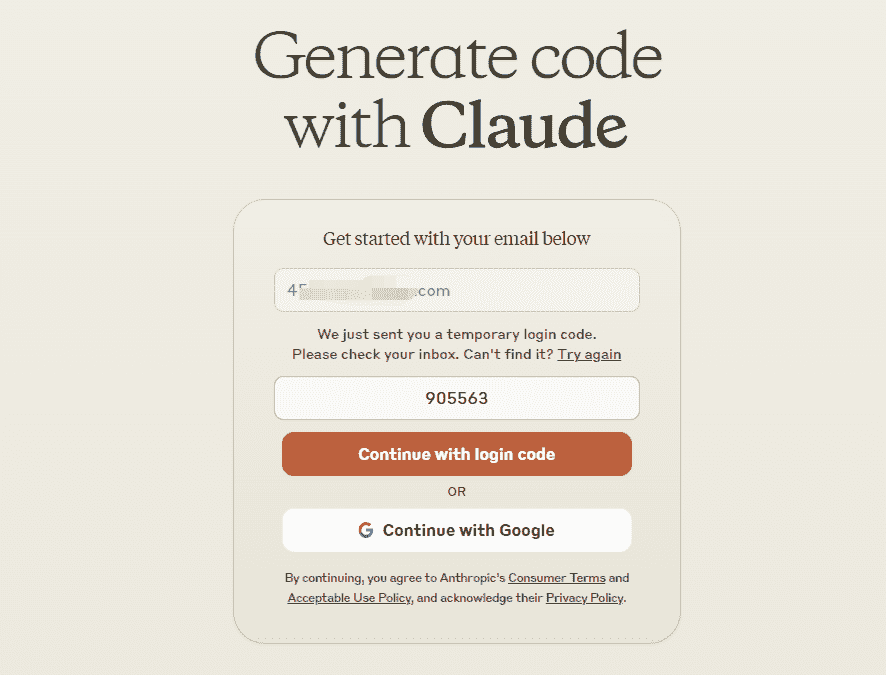 Generate code
with Claude
Get started with your email below
.com
We just sent you a temporary login code.
Please check your inbox. Can't find it? Try again
905563
Continue with login code
OR
Continue with Google
By continuing, you agree to Anthropic's Consumer Terms and
Acceptable Use Policy, and acknowledge their Privacy Policy.